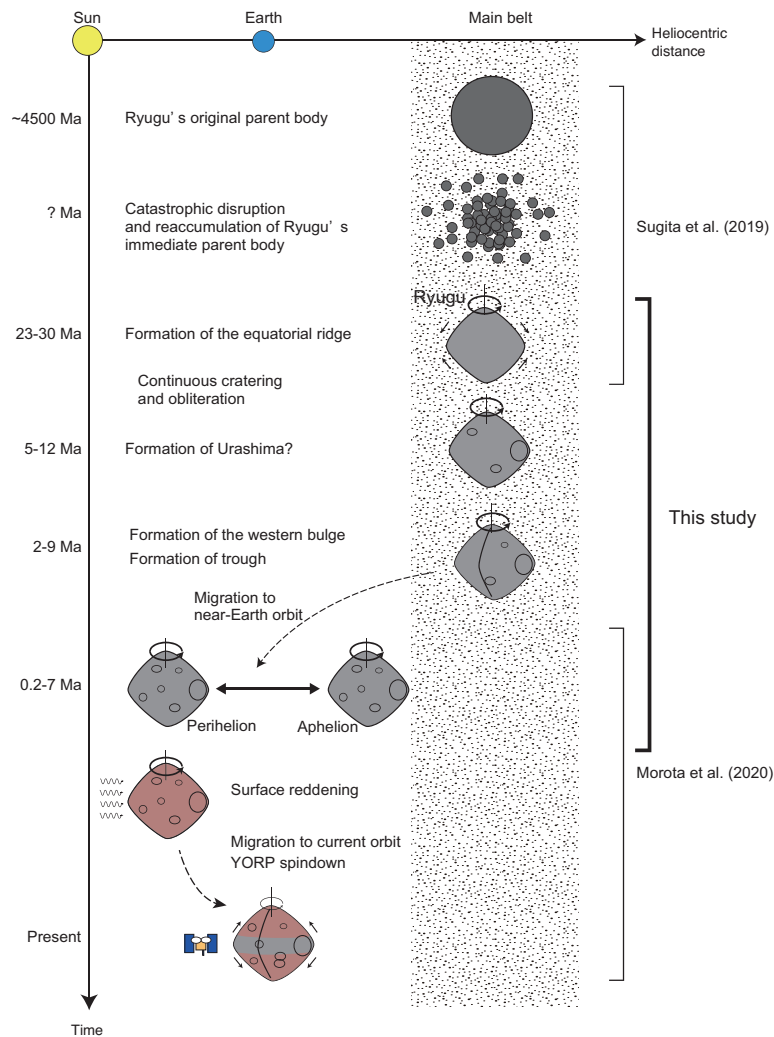 Sun
Earth
Main belt
Heliocentric
distance
~4500 Ma
Ryugu’ s original parent body
? Ma
Catastrophic disruption
and reaccumulation of Ryugu’ s
immediate parent body
Sugita et al. (2019)
Ryugu
23-30 Ma
Formation of the equatorial ridge
Continuous cratering
and obliteration
5-12 Ma
Formation of Urashima?
This study
2-9 Ma
Formation of the western bulge
Formation of trough
Migration to
near-Earth orbit
0.2-7 Ma
Perihelion
Aphelion
Morota et al. (2020)
Surface reddening
Migration to current orbit
YORP spindown
Present
Time